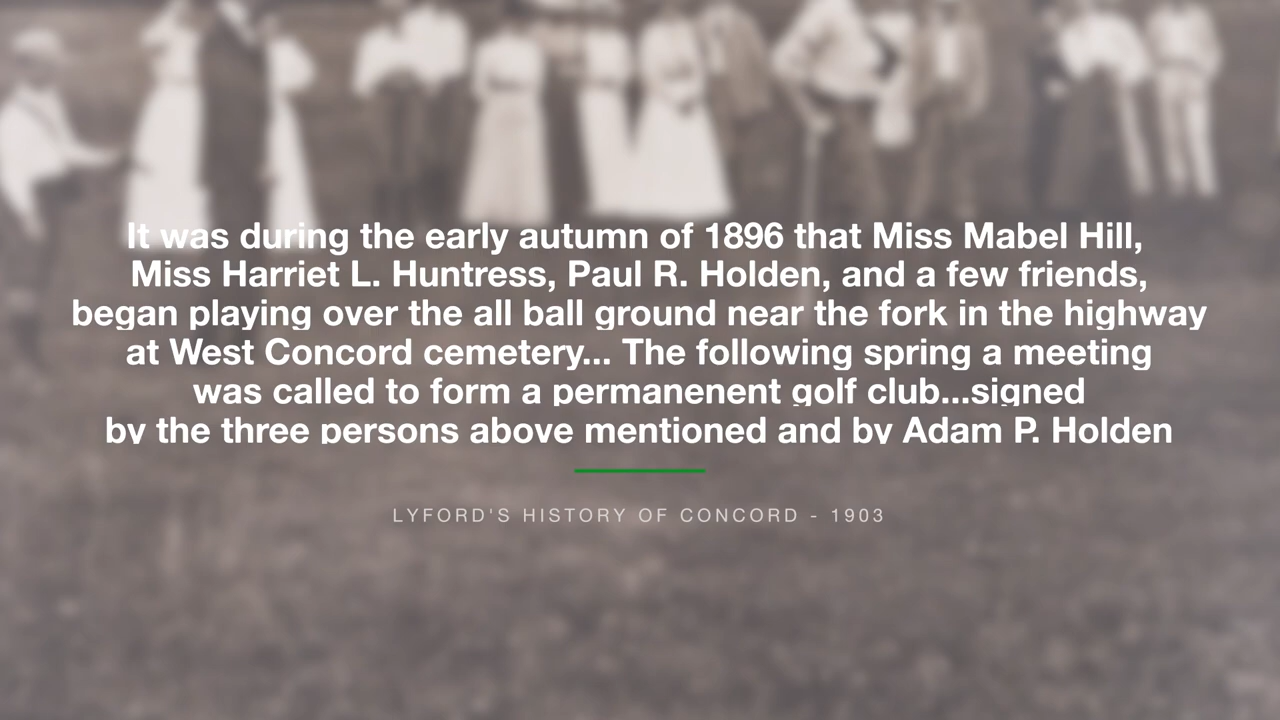 It was during the early autumn of 1896 that Miss Mabel Hill,
Miss Harriet L. Huntress, Paul R. Holden, and a few friends,
began playing over the all ball ground near the fork in the highway
at West Concord cemetery... The following spring a meeting
was called to form a permanenent golf club...signed
by the three persons above mentioned and by Adam P. Holden
LYFORD'S HISTORY OF CONCORD - 1903